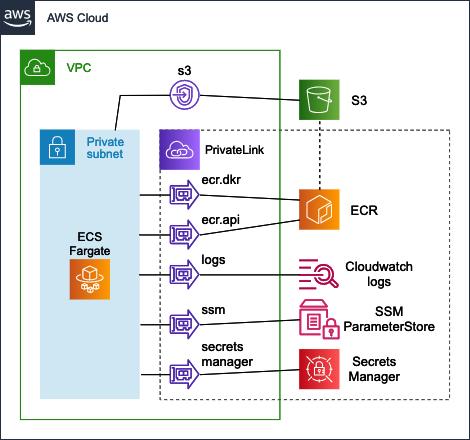 aws
AWS Cloud
VPC
s3
S3
Private
subnet
PrivateLink
ecr.dkr
ecr.api
ECR
ECS
Fargate
logs
Cloudwatch
logs
ssm
SSM
ParameterStore
secrets
manager
Secrets
Manager